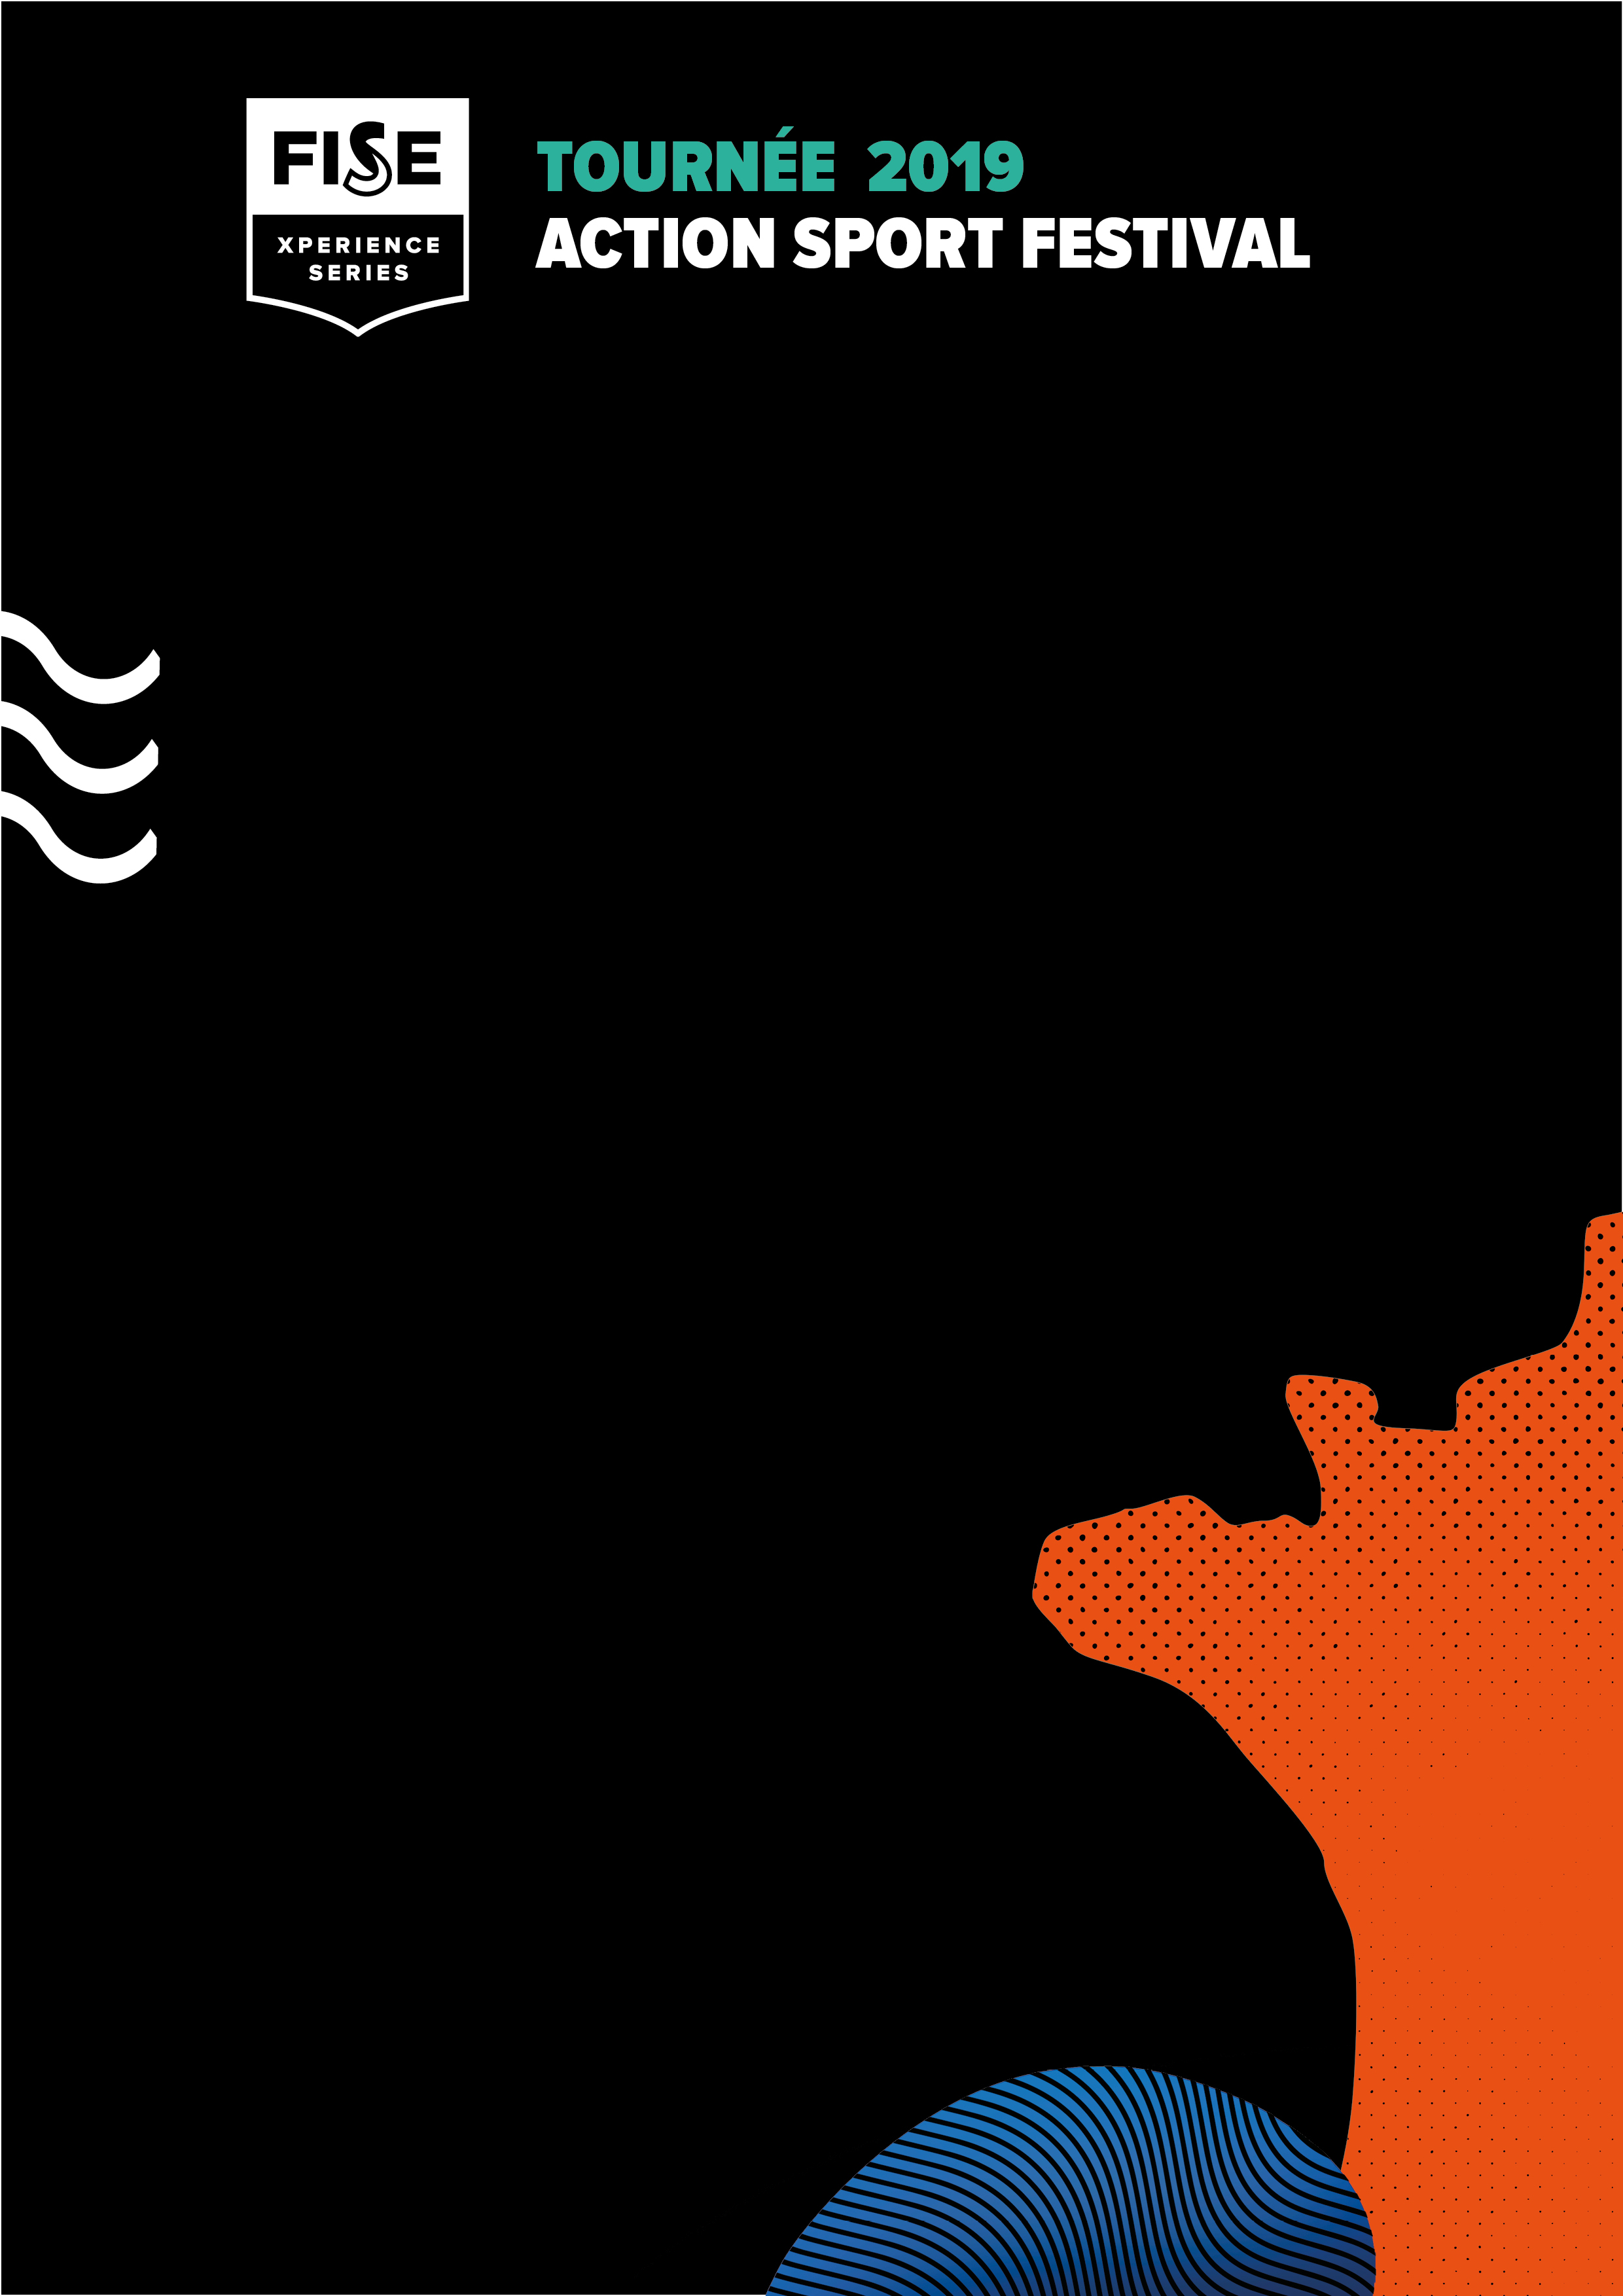 FISE
XPERIENCE
SERIES
TOURNÉE 2019
ACTION SPORT FESTIVAL